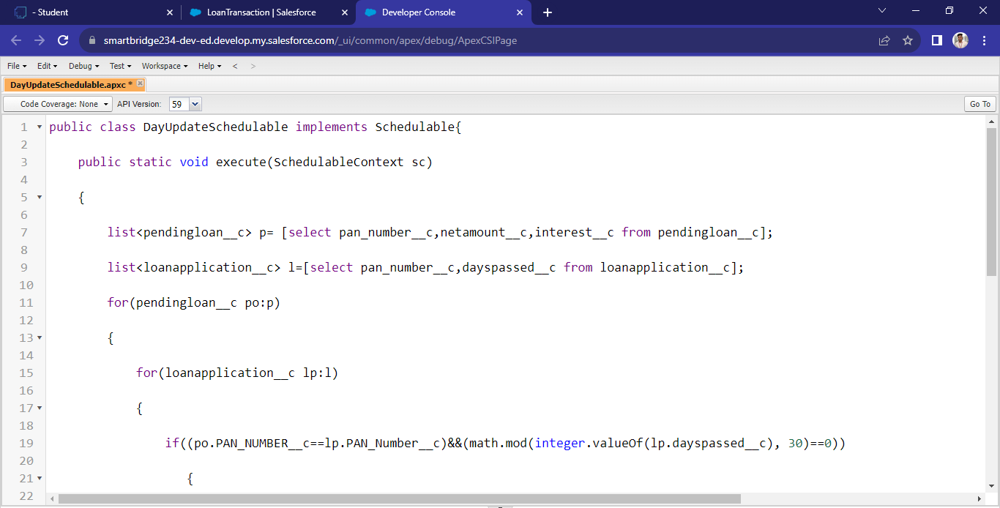 - Student
LoanTransaction | Salesforce
Developer Console
smartbridge234-dev-ed.develop.my.salesforce.com/_ui/common/apex/debug/ApexCSIPage
File Edit Debug Test Workspace Help < >
DayUpdateSchedulable.apxc *
Code Coverage: None API Version: 59 Go To
1 public class DayUpdateSchedulable implements Schedulable{
2
3 public static void execute(SchedulableContext sc)
4
5 {
6
7 list<pendingloan__c> p= [select pan_number__c,netamount__c,interest__c from pendingloan__c];
8
9 list<loanapplication__c> l=[select pan_number__c,dayspassed__c from loanapplication__c];
10
11 for(pendingloan__c po:p)
12
13 {
14
15 for(loanapplication__c lp:l)
16
17 {
18
19 if((po.PAN_NUMBER__c==lp.PAN_Number__c)&&(math.mod(integer.valueOf(lp.dayspassed__c), 30)==0))
20
21 {
22